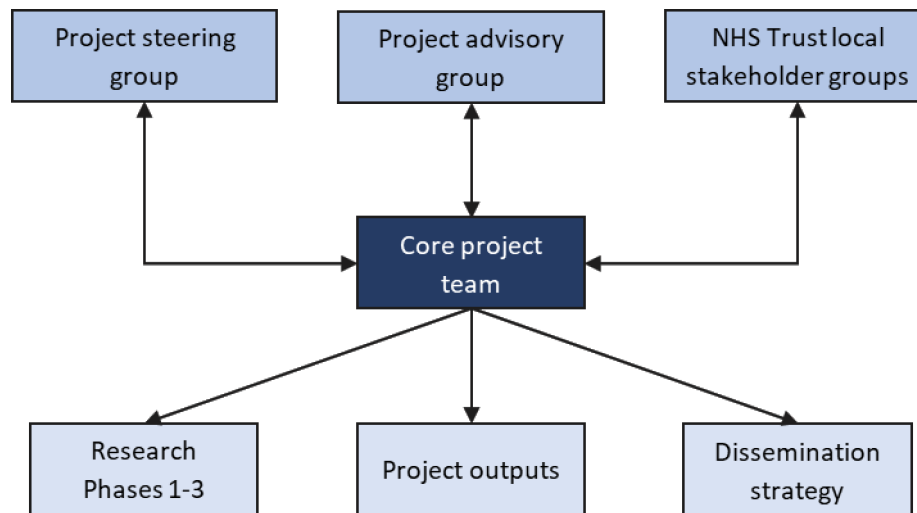 Project steering
group
Project advisory
group
NHS Trust local
stakeholder groups
Core project
team
Research
Phases 1-3
Project outputs
Dissemination
strategy